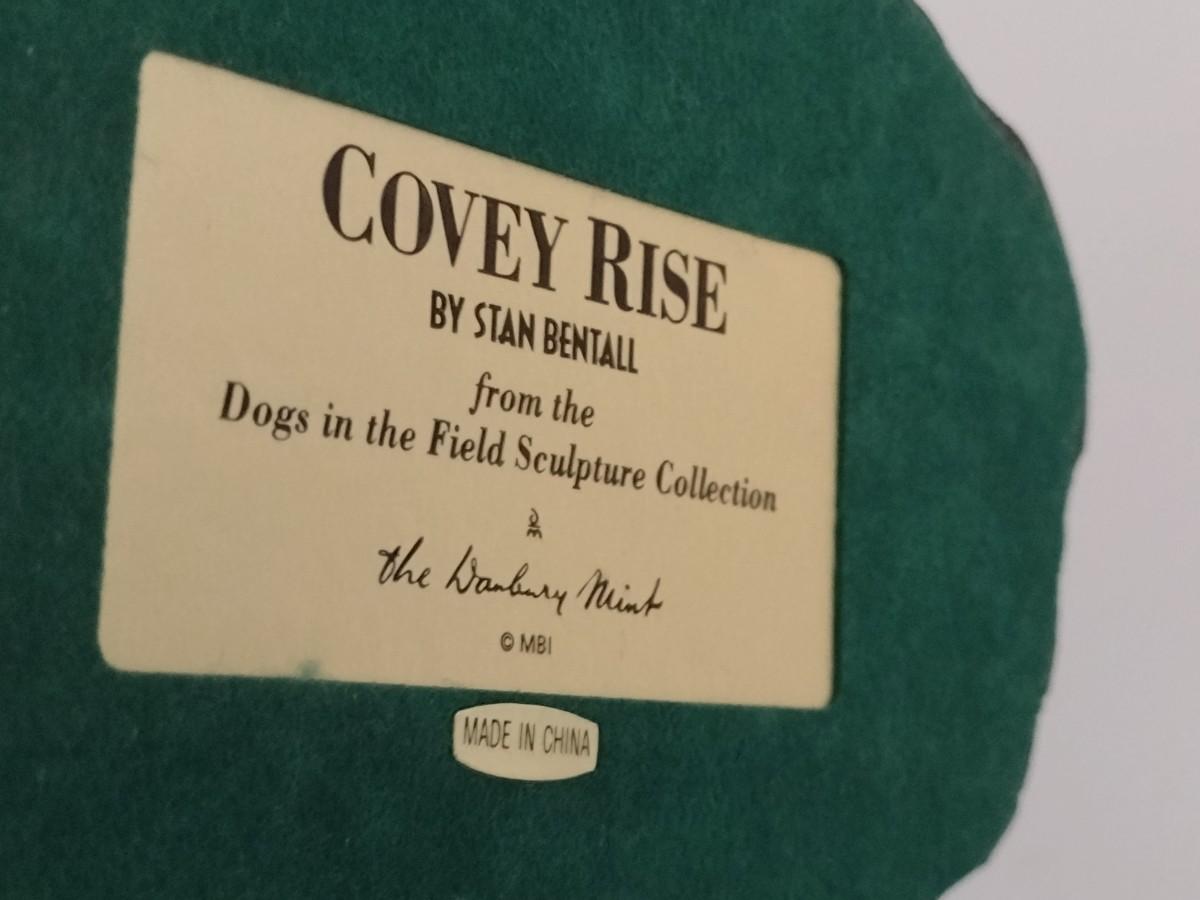 COVEY RISE
BY STAN BENTALL
from the
Dogs in the Field Sculpture Collection
DM
the Danbury Mint
© MBI
MADE IN CHINA